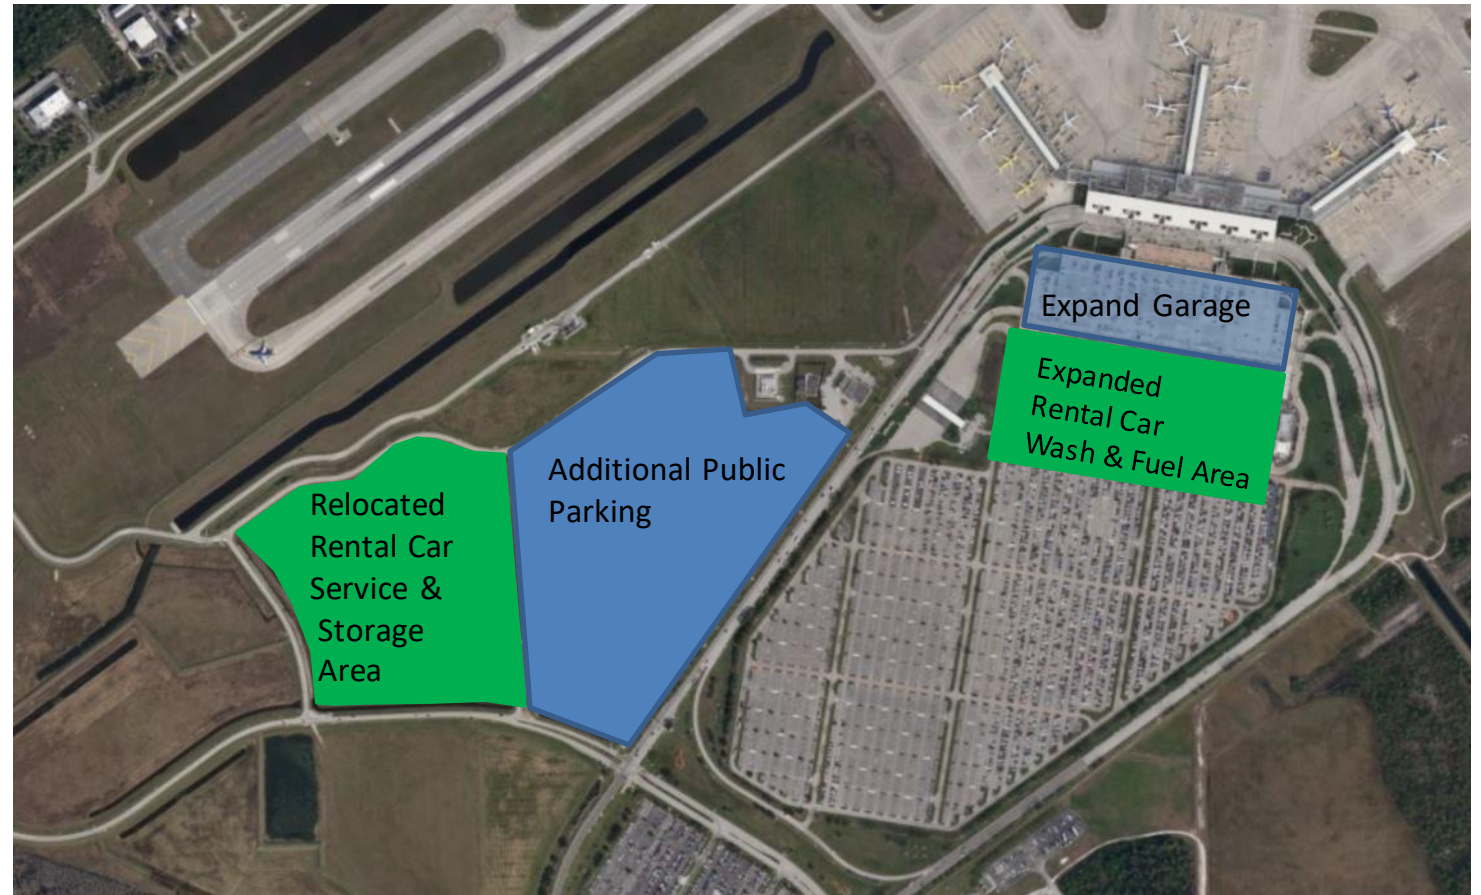 Expand Garage
Expanded
Rental Car
Wash & Fuel Area
Additional Public
Parking
Relocated
Rental Car
Service &
Storage
Area